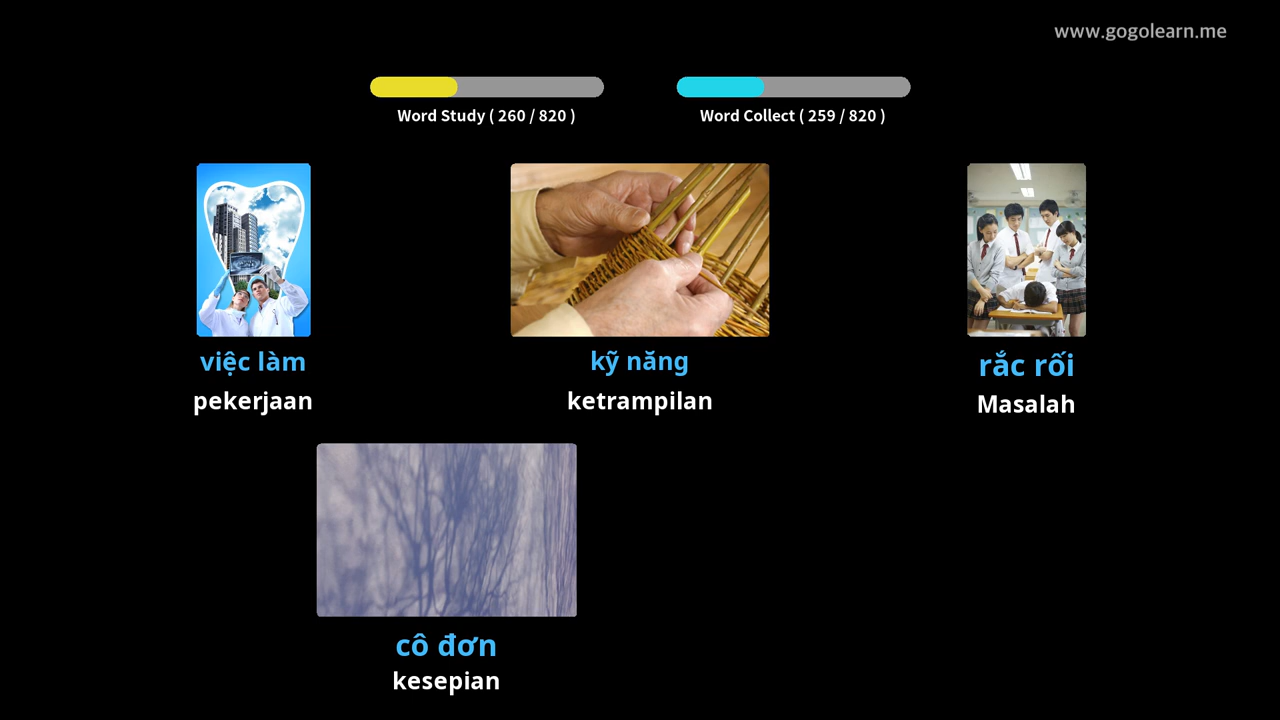 www.gogolearn.me
Word Study ( 260 / 820 )
Word Collect ( 259 / 820 )
việc làm
pekerjaan
kỹ năng
ketrampilan
rắc rối
Masalah
cô đơn
kesepian